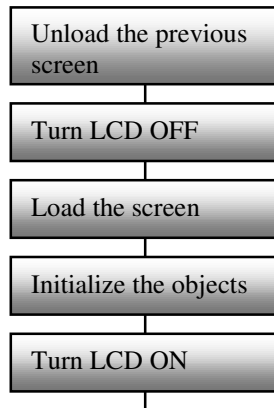 Unload the previous
screen
Turn LCD OFF
Load the screen
Initialize the objects
Turn LCD ON